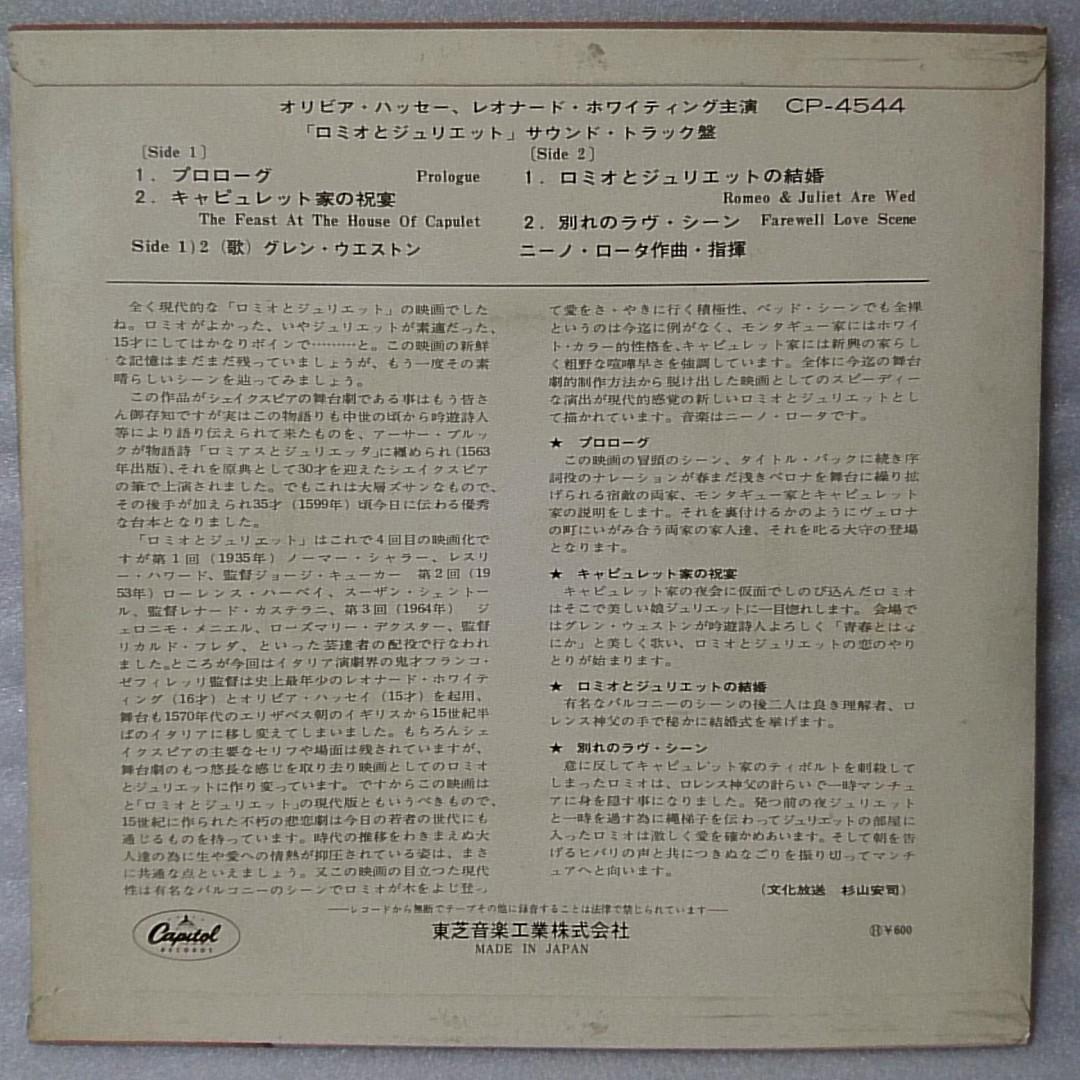 オリビア・ハッセー、レオナード・ホワイティング主演 CP-4544
「ロミオとジュリエット」サウンド・トラック盤
〔Side 1〕
1. プロローグ Prologue
2. キャピュレット家の祝宴
The Feast At The House Of Capulet
Side 1) 2（歌）グレン・ウエストン
〔Side 2〕
1. ロミオとジュリエットの結婚
Romeo & Juliet Are Wed
2. 別れのラヴ・シーン Farewell Love Scene
ニーノ・ロータ作曲・指揮
全く現代的な「ロミオとジュリエット」の映画でした
ね。ロミオがよかった、いやジュリエットが素適だった、
15才にしてはかなりボインで………と。この映画の新鮮
な記憶はまだまだ残っていましょうが、もう一度その素
晴らしいシーンを辿ってみましょう。
この作品がシェイクスピアの舞台劇である事はもう皆さ
ん御存知ですが実はこの物語りも中世の頃から吟遊詩人
等により語り伝えられて来たものを、アーサー・ブルッ
クが物語詩「ロミアスとジュリエッタ」に纏められ(1563
年出版)、それを原典として30才を迎えたシエイクスピア
の筆で上演されました。でもこれは大層ズサンなもので、
その後手が加えられ35才（1599年）頃今日に伝わる優秀
な台本となりました。
「ロミオとジュリエット」はこれで4回目の映画化で
すが第1回（1935年）ノーマー・シャラー、レスリ
ー・ハワード、監督ジョージ・キューカー 第2回（19
53年）ローレンス・ハーベイ、スーザン・シェントー
ル、監督レナード・カステラニ、第3回（1964年） ジ
ェロニモ・メニエル、ローズマリー・デクスター、監督
リカルド・フレダ、といった芸達者の配役で行なわれ
ました。ところが今回はイタリア演劇界の鬼才フランコ・
ゼフィレッリ監督は史上最年少のレオナード・ホワイテ
ィング（16才）とオリビア・ハッセイ（15才）を起用、
舞台も1570年代のエリザベス朝のイギリスから15世紀半
ばのイタリアに移し変えてしまいました。もちろんシェ
イクスピアの主要なセリフや場面は残されていますが、
舞台劇のもつ悠長な感じを取り去り映画としてのロミオ
とジュリエットに作り変っています。ですからこの映画は
と「ロミオとジュリエット」の現代版ともいうべきもので、
15世紀に作られた不朽の悲恋劇は今日の若者の世代にも
通じるものを持っています。時代の推移をわきまえぬ大
人達の為に生や愛への情熱が抑圧されている姿は、まさ
に共通な点といえましょう。又この映画の目立つた現代
性は有名なバルコニーのシーンでロミオが木をよじ登っ
て愛をさゝやきに行く積極性、ベッド・シーンでも全裸
というのは今迄に例がなく、モンタギュー家にはホワイ
ト・カラー的性格を、キャピュレット家には新興の家らし
く粗野な喧嘩早さを強調しています。全体に今迄の舞台
劇的制作方法から脱け出した映画としてのスピーディー
な演出が現代的感覚の新しいロミオとジュリエットとし
て描かれています。音楽はニーノ・ロータです。
★ プロローグ
この映画の冒頭のシーン、タイトル・バックに続き序
詞役のナレーションが春まだ浅きベロナを舞台に繰り拡
げられる宿敵の両家、モンタギュー家とキャピュレット
家の説明をします。それを裏付けるかのようにヴェロナ
の町にいがみ合う両家の家人達、それを叱る大守の登場
となります。
★ キャピュレット家の祝宴
キャピュレット家の夜会に仮面でしのび込んだロミオ
はそこで美しい娘ジュリエットに一目惚れします。会場で
はグレン・ウェストンが吟遊詩人よろしく「青春とはな
にか」と美しく歌い、ロミオとジュリエットの恋のやり
とりが始まります。
★ ロミオとジュリエットの結婚
有名なバルコニーのシーンの後二人は良き理解者、ロ
レンス神父の手で秘かに結婚式を挙げます。
★ 別れのラヴ・シーン
意に反してキャピュレット家のティボルトを刺殺して
しまったロミオは、ロレンス神父の計らいで一時マンチュ
アに身を隠す事になりました。発つ前の夜ジュリエット
と一時を過す為に縄梯子を伝わってジュリエットの部屋に
入ったロミオは激しく愛を確かめあいます。そして朝を告
げるヒバリの声と共につきぬなごりを振り切ってマンチ
ュアへと向います。
（文化放送 杉山安司）
――レコードから無断でテープその他に録音することは法律で禁じられています――
Capitol
RECORDS
東芝音楽工業株式会社
MADE IN JAPAN
Ⓗ¥600